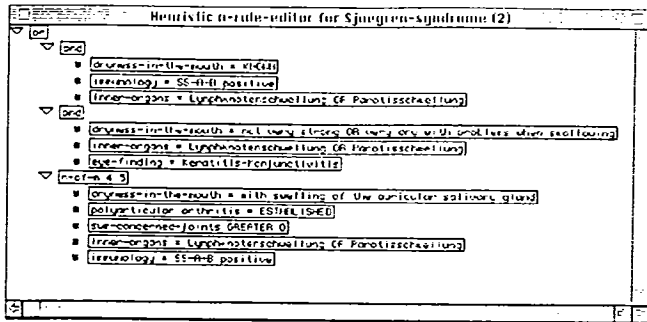 Heuristic n-rule-editor for Sjoegren-syndrome (2)
or
and
dryness-in-the-mouth =
immunology = SS-A-B positive
inner-organs = Lymphknotenschwellung OR Parotisschwellung
and
dryness-in-the-mouth = not very strong OR very dry with problems when swallowing
inner-organs = Lymphknotenschwellung OR Parotisschwellung
eye-finding = Keratitis-Konjunctivitis
n-of-m 4 5
dryness-in-the-mouth = with swelling of the auricular salivary gland
polyarticular arthritis = ESTABLISHED
sum-concerned-joints GREATER 0
inner-organs = Lymphknotenschwellung OR Parotisschwellung
immunology = SS-A-B positive